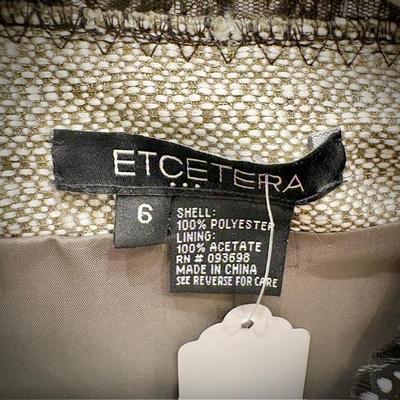 ETCETERA
6
SHELL:
100% POLYESTER
LINING:
100% ACETATE
RN # 093698
MADE IN CHINA
SEE REVERSE FOR CARE